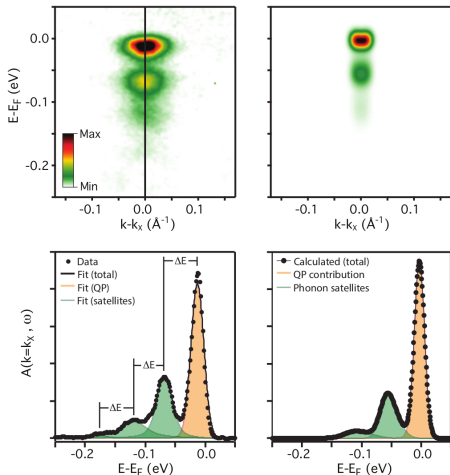 0.0
-0.1
-0.2
E-E_F (eV)
Max
Min
-0.1 0.0 0.1
k-k_x (Å⁻¹)
-0.1 0.0 0.1
k-k_x (Å⁻¹)
Data
Fit (total)
Fit (QP)
Fit (satellites)
ΔE
ΔE
ΔE
A(k=k_x , ω)
-0.2 -0.1 0.0
E-E_F (eV)
Calculated (total)
QP contribution
Phonon satellites
-0.2 -0.1 0.0
E-E_F (eV)